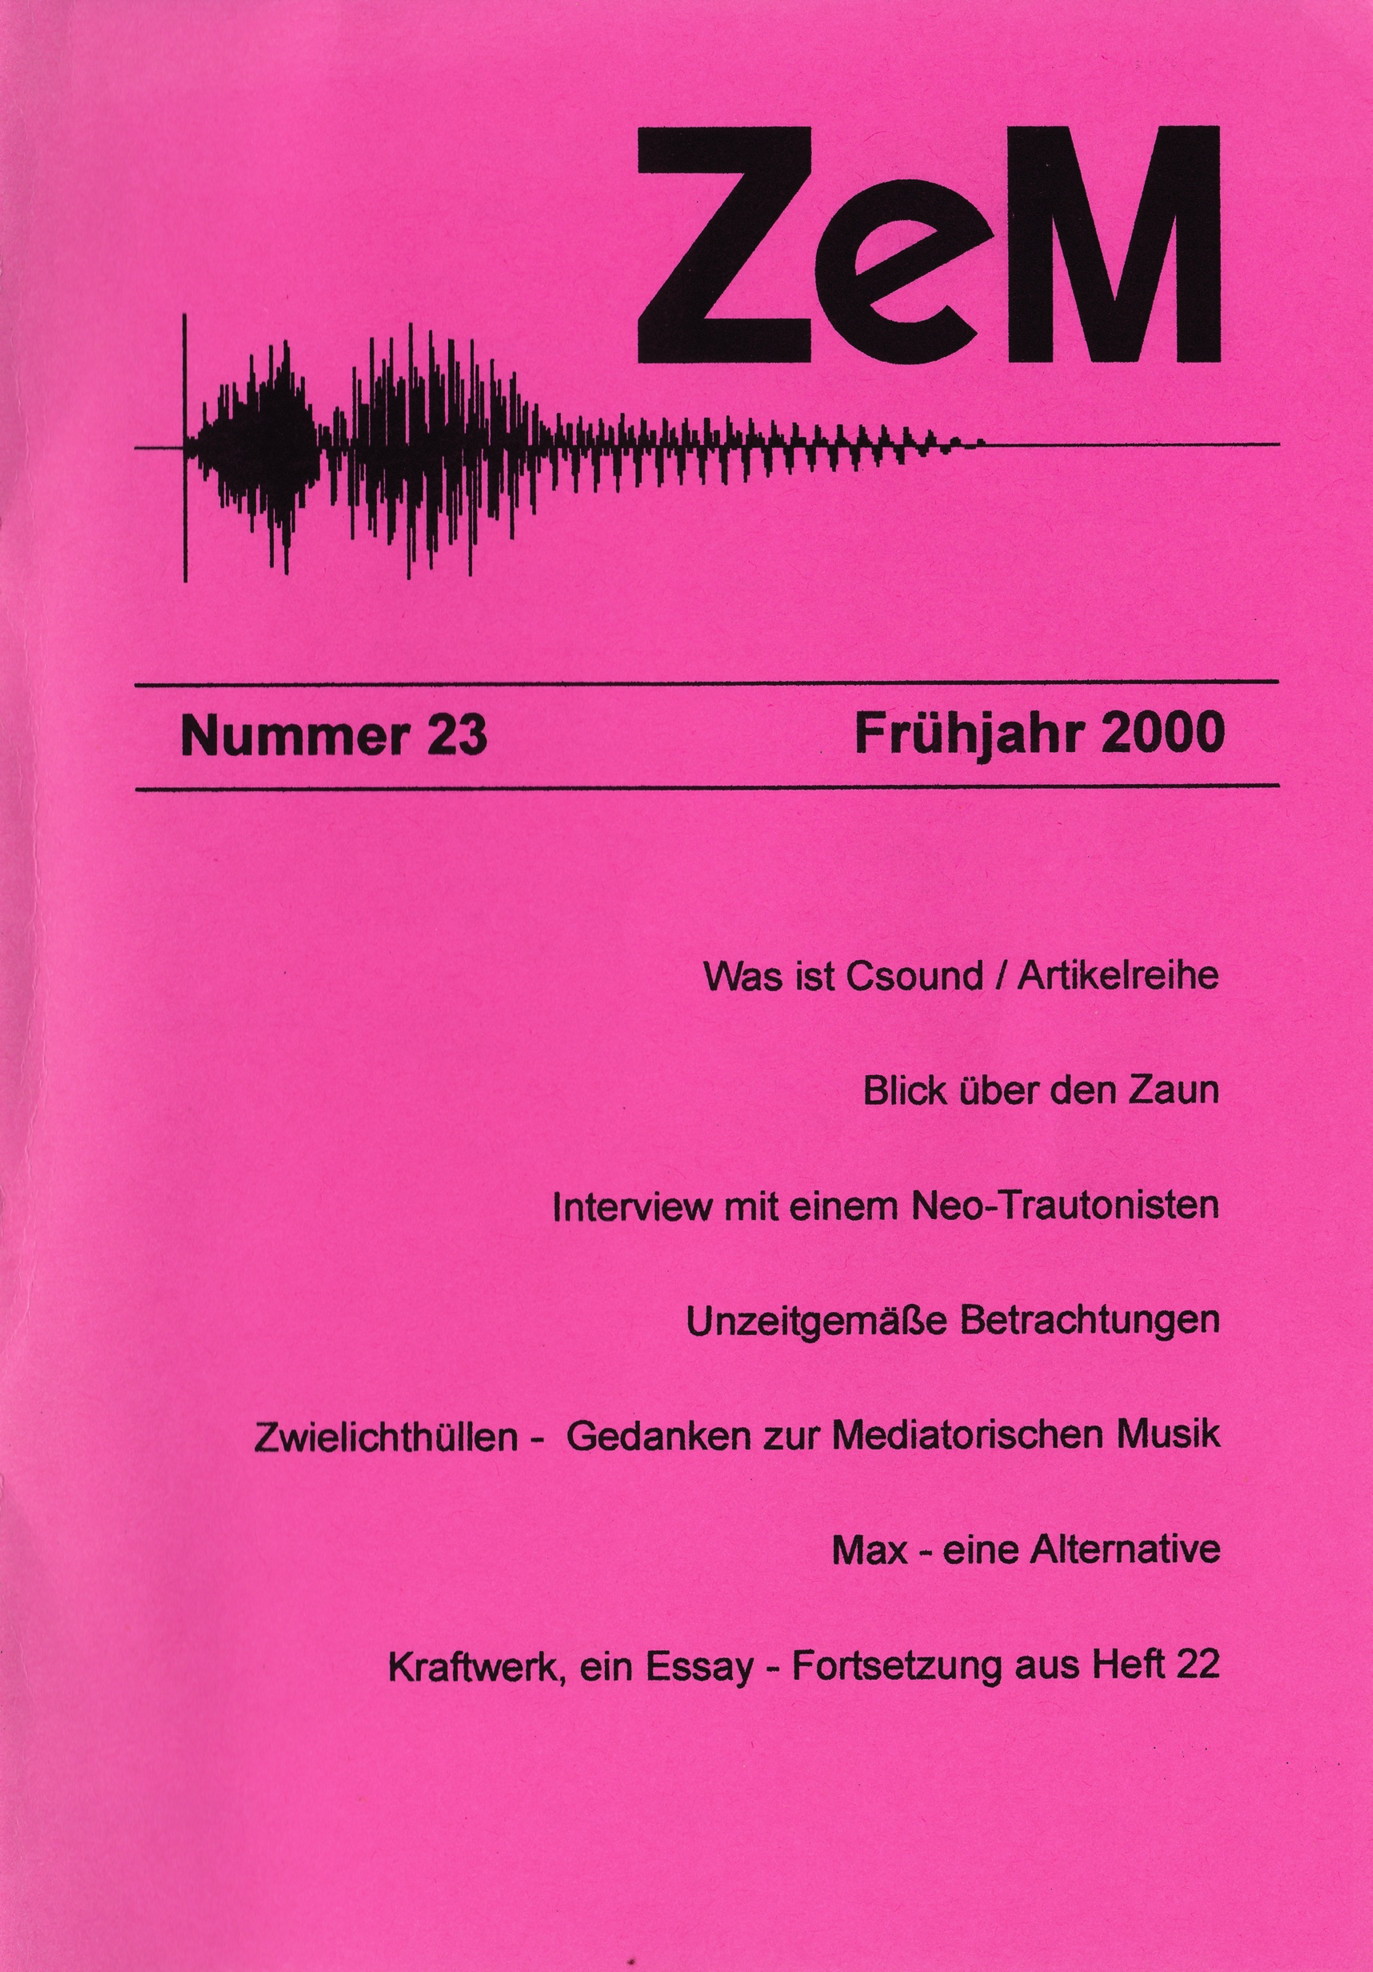 ZeM
Nummer 23 Frühjahr 2000
Was ist Csound / Artikelreihe
Blick über den Zaun
Interview mit einem Neo-Trautonisten
Unzeitgemäße Betrachtungen
Zwielichthüllen - Gedanken zur Mediatorischen Musik
Max - eine Alternative
Kraftwerk, ein Essay - Fortsetzung aus Heft 22